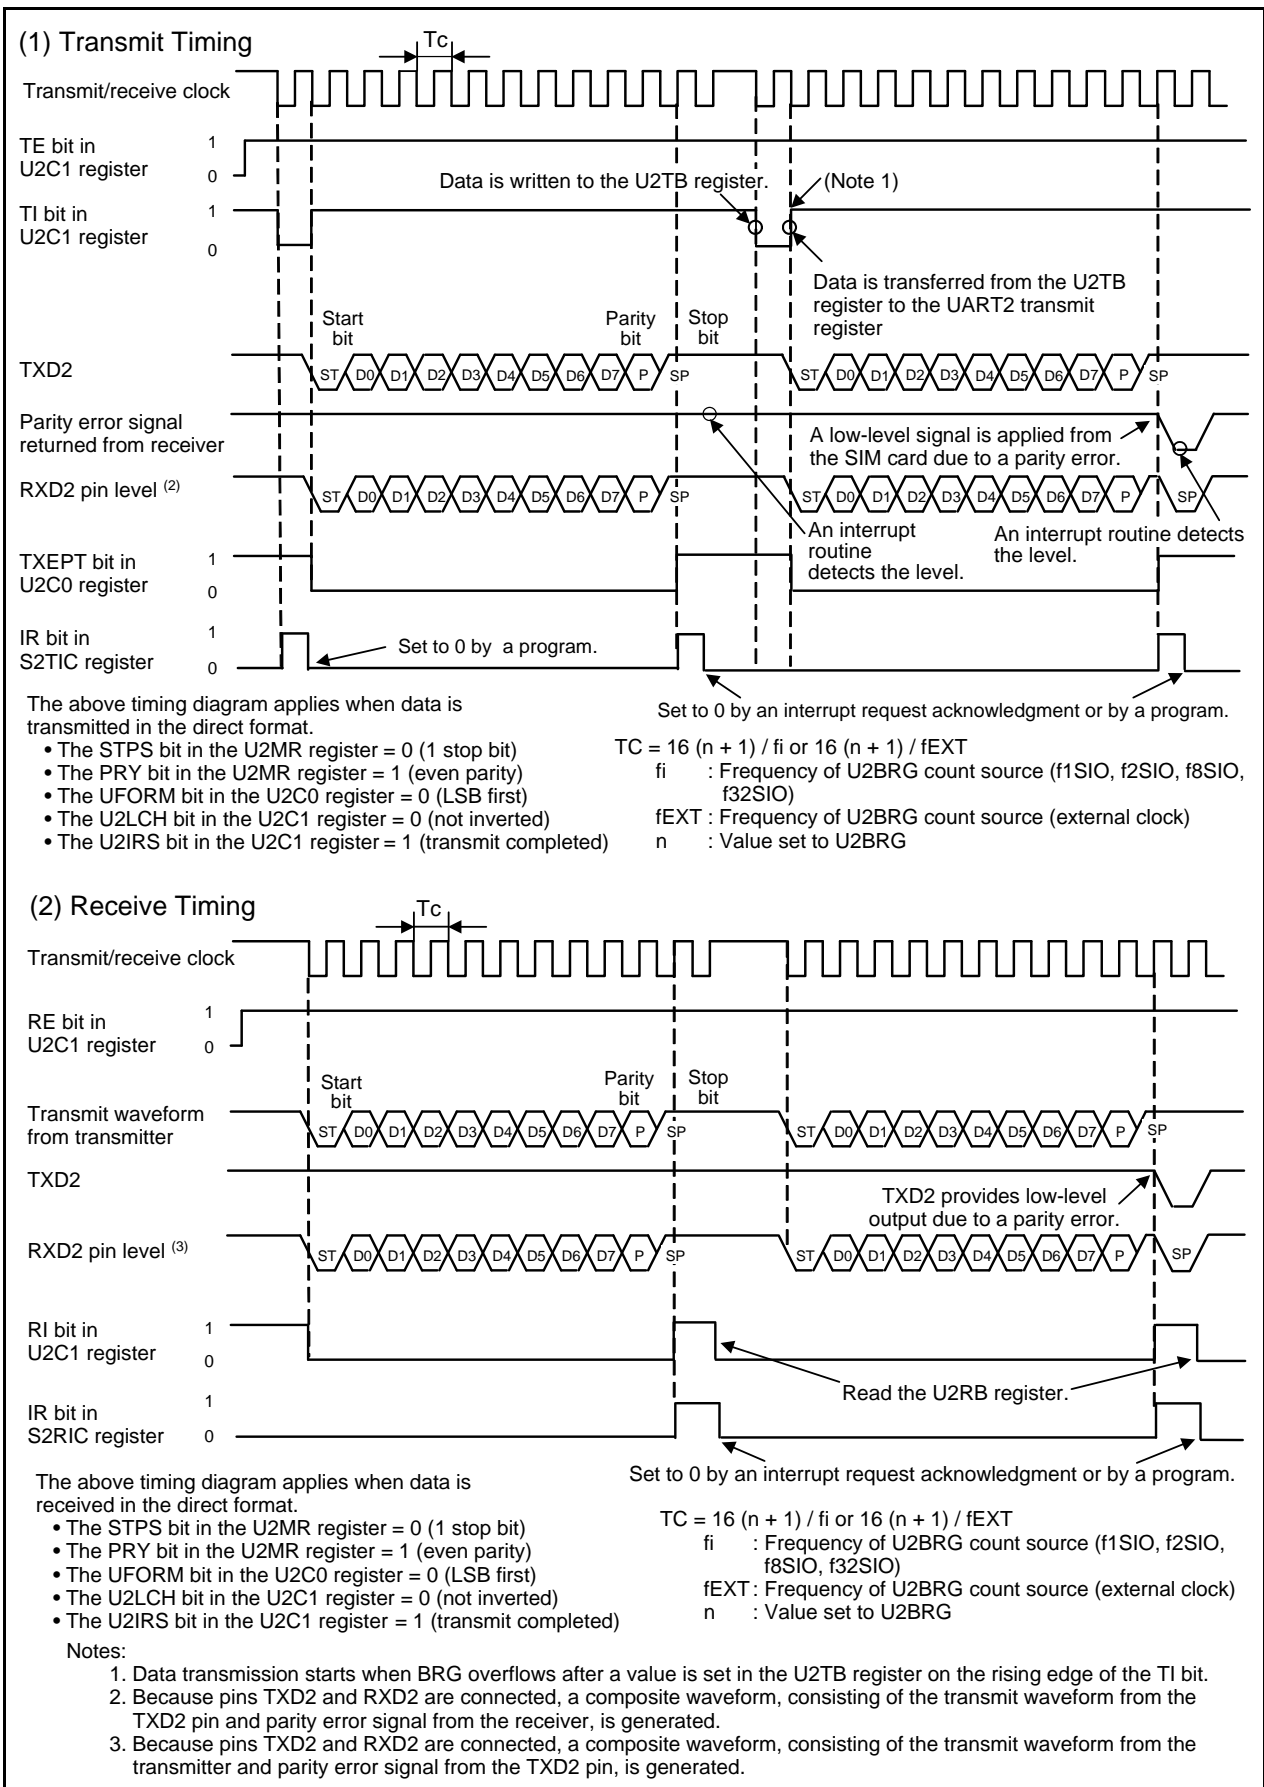 (1) Transmit Timing
Tc
Transmit/receive clock
TE bit in
U2C1 register
1
0
Data is written to the U2TB register.
(Note 1)
TI bit in
U2C1 register
1
0
Data is transferred from the U2TB
register to the UART2 transmit
register
Start
bit
Parity
bit
Stop
bit
TXD2
ST D0 D1 D2 D3 D4 D5 D6 D7 P SP
ST D0 D1 D2 D3 D4 D5 D6 D7 P SP
Parity error signal
returned from receiver
A low-level signal is applied from
the SIM card due to a parity error.
RXD2 pin level (2)
ST D0 D1 D2 D3 D4 D5 D6 D7 P SP
ST D0 D1 D2 D3 D4 D5 D6 D7 P SP
An interrupt
routine
detects the level.
An interrupt routine detects
the level.
TXEPT bit in
U2C0 register
1
0
IR bit in
S2TIC register
1
0
Set to 0 by a program.
Set to 0 by an interrupt request acknowledgment or by a program.
The above timing diagram applies when data is
transmitted in the direct format.
• The STPS bit in the U2MR register = 0 (1 stop bit)
• The PRY bit in the U2MR register = 1 (even parity)
• The UFORM bit in the U2C0 register = 0 (LSB first)
• The U2LCH bit in the U2C1 register = 0 (not inverted)
• The U2IRS bit in the U2C1 register = 1 (transmit completed)
TC = 16 (n + 1) / fi or 16 (n + 1) / fEXT
fi : Frequency of U2BRG count source (f1SIO, f2SIO, f8SIO,
f32SIO)
fEXT : Frequency of U2BRG count source (external clock)
n : Value set to U2BRG
(2) Receive Timing
Tc
Transmit/receive clock
RE bit in
U2C1 register
1
0
Start
bit
Parity
bit
Stop
bit
Transmit waveform
from transmitter
ST D0 D1 D2 D3 D4 D5 D6 D7 P SP
ST D0 D1 D2 D3 D4 D5 D6 D7 P SP
TXD2
TXD2 provides low-level
output due to a parity error.
RXD2 pin level (3)
ST D0 D1 D2 D3 D4 D5 D6 D7 P SP
ST D0 D1 D2 D3 D4 D5 D6 D7 P SP
RI bit in
U2C1 register
1
0
Read the U2RB register.
IR bit in
S2RIC register
1
0
Set to 0 by an interrupt request acknowledgment or by a program.
The above timing diagram applies when data is
received in the direct format.
• The STPS bit in the U2MR register = 0 (1 stop bit)
• The PRY bit in the U2MR register = 1 (even parity)
• The UFORM bit in the U2C0 register = 0 (LSB first)
• The U2LCH bit in the U2C1 register = 0 (not inverted)
• The U2IRS bit in the U2C1 register = 1 (transmit completed)
TC = 16 (n + 1) / fi or 16 (n + 1) / fEXT
fi : Frequency of U2BRG count source (f1SIO, f2SIO,
f8SIO, f32SIO)
fEXT : Frequency of U2BRG count source (external clock)
n : Value set to U2BRG
Notes:
1. Data transmission starts when BRG overflows after a value is set in the U2TB register on the rising edge of the TI bit.
2. Because pins TXD2 and RXD2 are connected, a composite waveform, consisting of the transmit waveform from the
TXD2 pin and parity error signal from the receiver, is generated.
3. Because pins TXD2 and RXD2 are connected, a composite waveform, consisting of the transmit waveform from the
transmitter and parity error signal from the TXD2 pin, is generated.